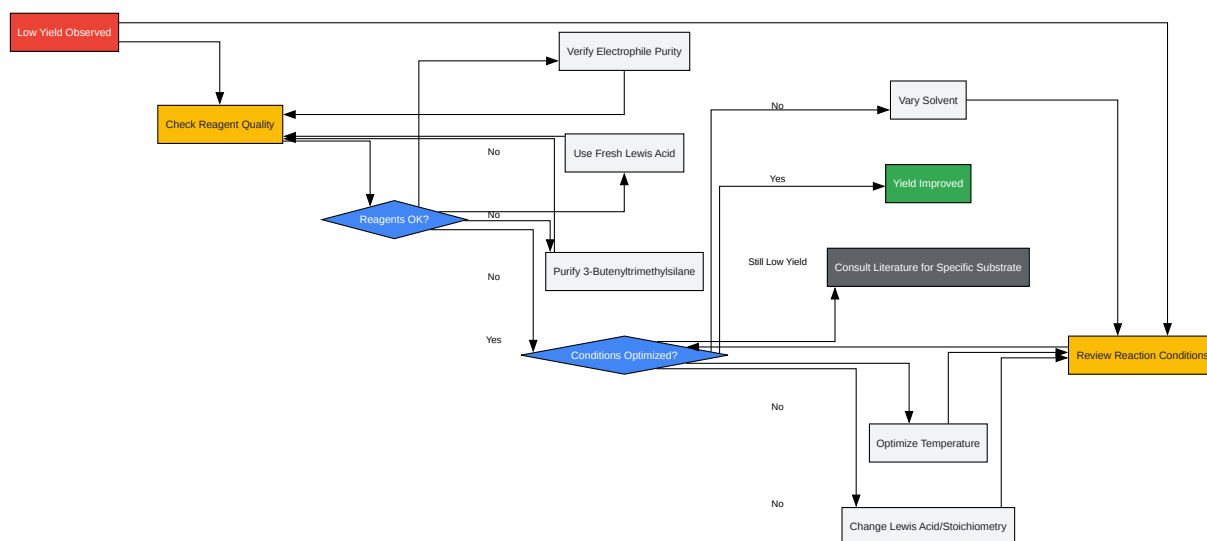 Low Yield Observed
Verify Electrophile Purity
Vary Solvent
No
Check Reagent Quality
Use Fresh Lewis Acid
No
Yes
Yield Improved
Reagents OK?
No
Still Low Yield
Consult Literature for Specific Substrate
Purify 3-Butenyltrimethylsilane
No
Yes
Conditions Optimized?
Review Reaction Conditions
No
Optimize Temperature
No
Change Lewis Acid/Stoichiometry